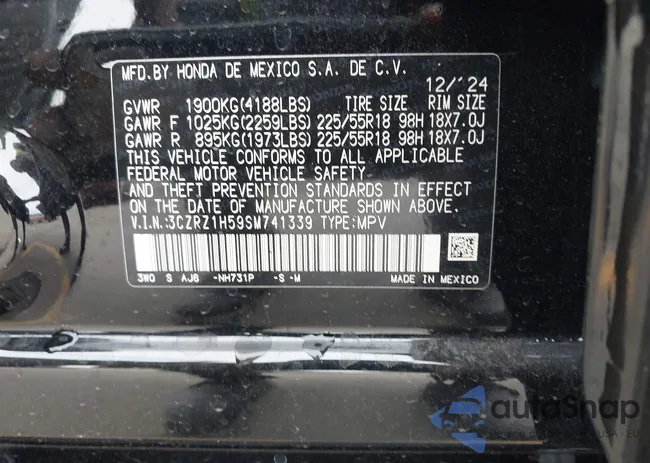 MFD.BY HONDA DE MEXICO S.A. DE C.V.
12/'24
GVWR 1900KG(4188LBS) TIRE SIZE RIM SIZE
GAWR F 1025KG(2259LBS) 225/55R18 98H 18X7.0J
GAWR R 895KG(1973LBS) 225/55R18 98H 18X7.0J
THIS VEHICLE CONFORMS TO ALL APPLICABLE
FEDERAL MOTOR VEHICLE SAFETY
AND THEFT PREVENTION STANDARDS IN EFFECT
ON THE DATE OF MANUFACTURE SHOWN ABOVE.
V.I.N.:3CZRZ1H59SM741339 TYPE:MPV
3W0 S AJ6 -NH731P -S -M MADE IN MEXICO
autoSnap
USA | EU